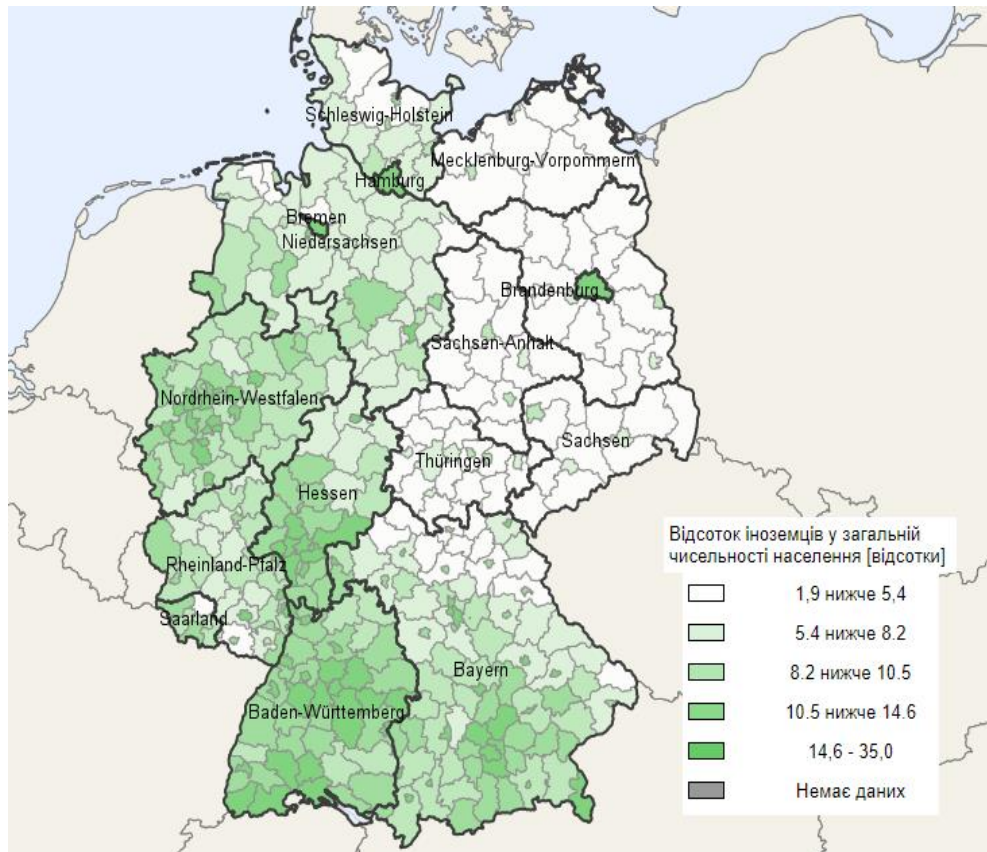 Schleswig-Holstein
Mecklenburg-Vorpommern
Hamburg
Bremen
Niedersachsen
Brandenburg
Sachsen-Anhalt
Nordrhein-Westfalen
Sachsen
Thüringen
Hessen
Rheinland-Pfalz
Saarland
Bayern
Baden-Württemberg
Відсоток іноземців у загальній
чисельності населення [відсотки]
1,9 нижче 5,4
5.4 нижче 8.2
8.2 нижче 10.5
10.5 нижче 14.6
14,6 - 35,0
Немає даних